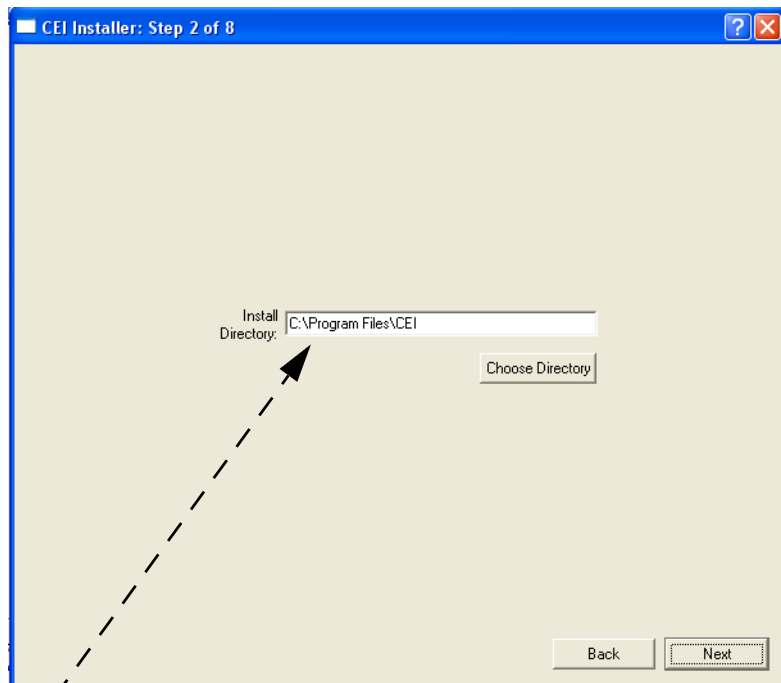 CEI Installer: Step 2 of 8
?
Install
Directory:
C:\Program Files\CEI
Choose Directory
Back
Next